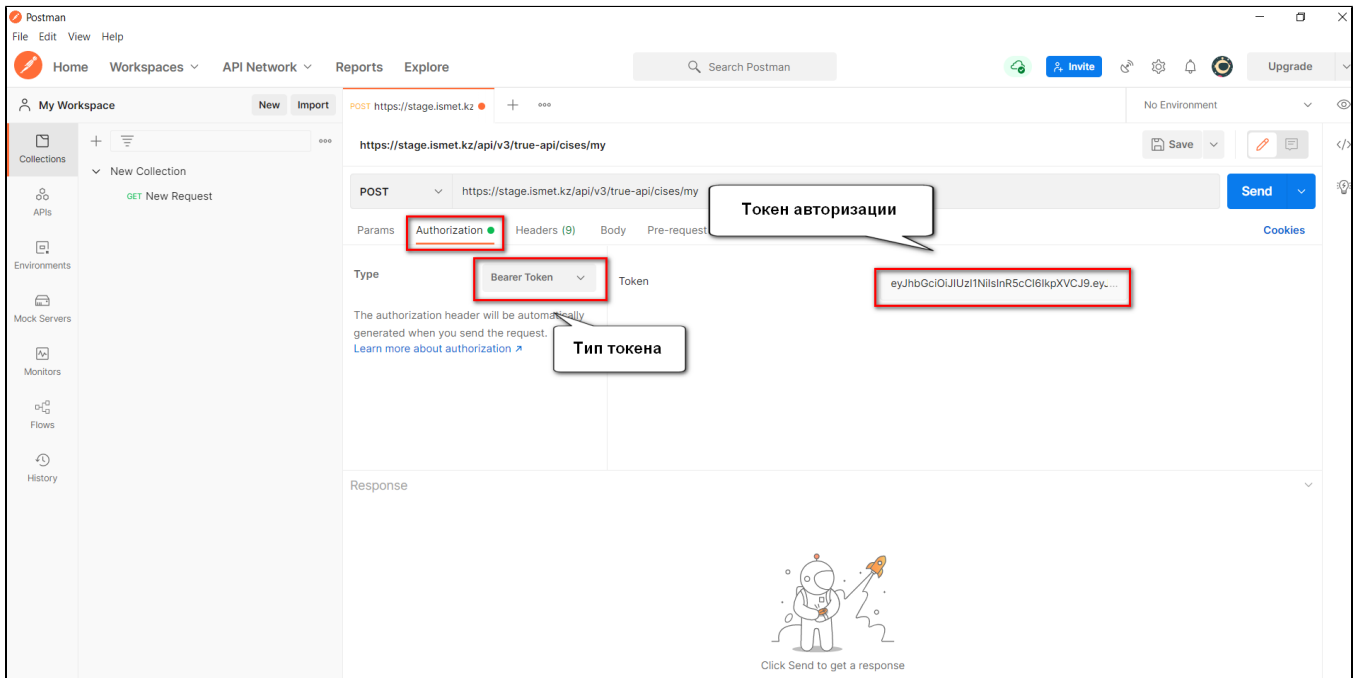 Postman
File Edit View Help
Home Workspaces API Network Reports Explore Search Postman Invite Upgrade
My Workspace New Import POST https://stage.ismet.kz No Environment
Collections
APIs
Environments
Mock Servers
Monitors
Flows
History
New Collection
GET New Request
https://stage.ismet.kz/api/v3/true-api/cises/my Save
POST https://stage.ismet.kz/api/v3/true-api/cises/my Send
Токен авторизации
Params Authorization Headers (9) Body Pre-request Cookies
Type Bearer Token Token eyJhbGciOiJIUzI1NiIsInR5cCI6IkpXVCJ9.ey. ...
The authorization header will be automatically
generated when you send the request.
Learn more about authorization ↗
Тип токена
Response
Click Send to get a response